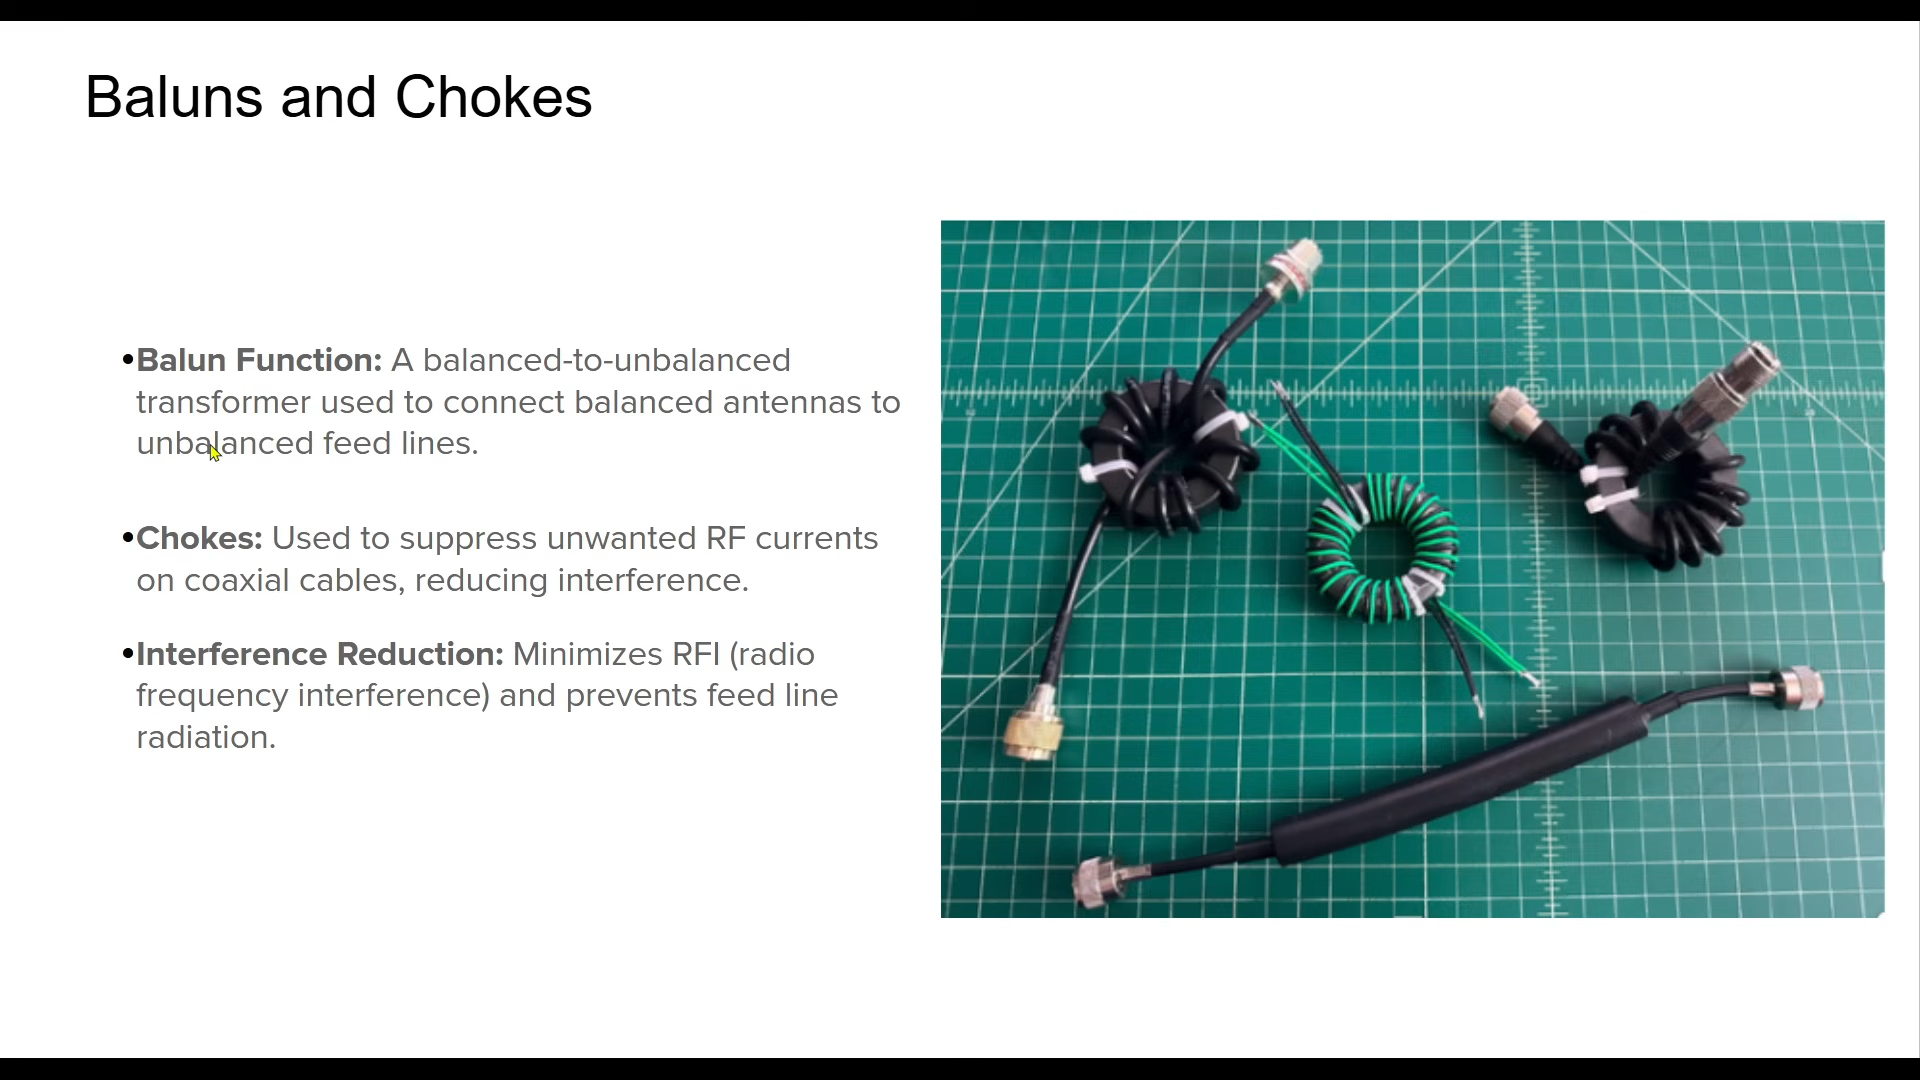 Baluns and Chokes
•Balun Function: A balanced-to-unbalanced
transformer used to connect balanced antennas to
unbalanced feed lines.
•Chokes: Used to suppress unwanted RF currents
on coaxial cables, reducing interference.
•Interference Reduction: Minimizes RFI (radio
frequency interference) and prevents feed line
radiation.